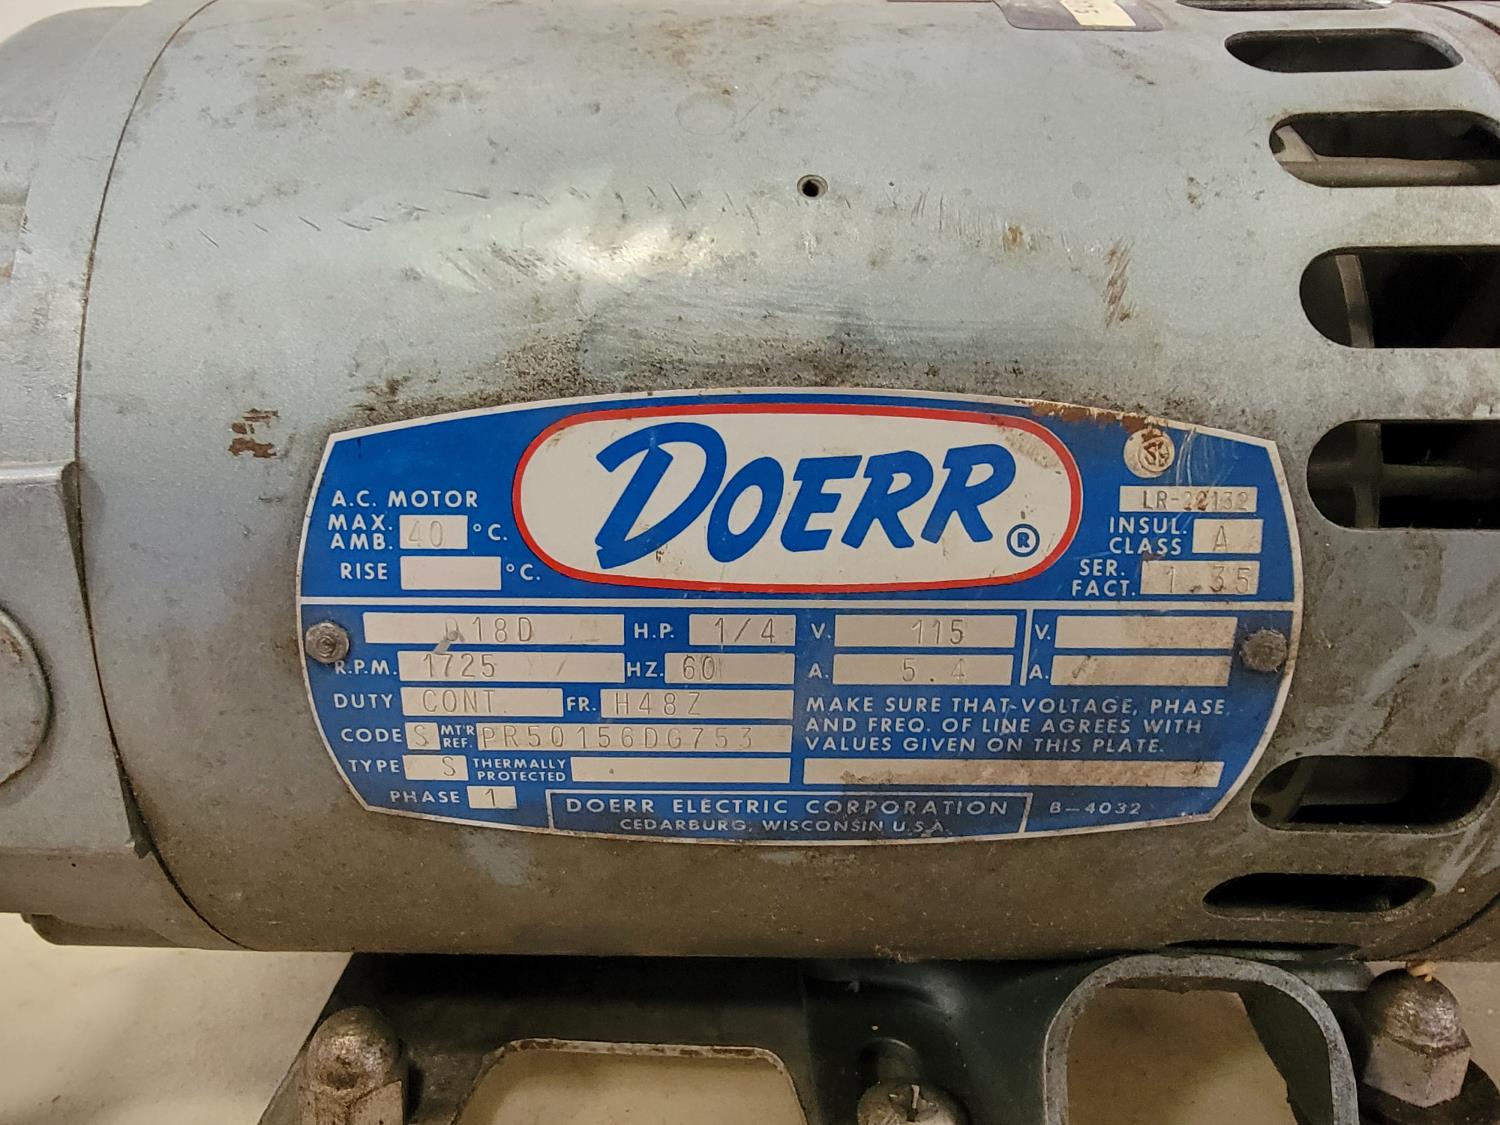 DOERR ®
A.C. MOTOR
MAX. AMB. 40 °C.
RISE °C.
LR-22132
INSUL. CLASS A
SER. FACT. 1.35
018D H.P. 1/4 V. 115 V.
R.P.M. 1725 HZ. 60 A. 5.4 A.
DUTY CONT. FR. H48Z
CODE S MT'R REF. PR50156DG753
TYPE S THERMALLY PROTECTED
PHASE 1
MAKE SURE THAT VOLTAGE, PHASE,
AND FREQ. OF LINE AGREES WITH
VALUES GIVEN ON THIS PLATE.
DOERR ELECTRIC CORPORATION
CEDARBURG, WISCONSIN U.S.A.
B-4032